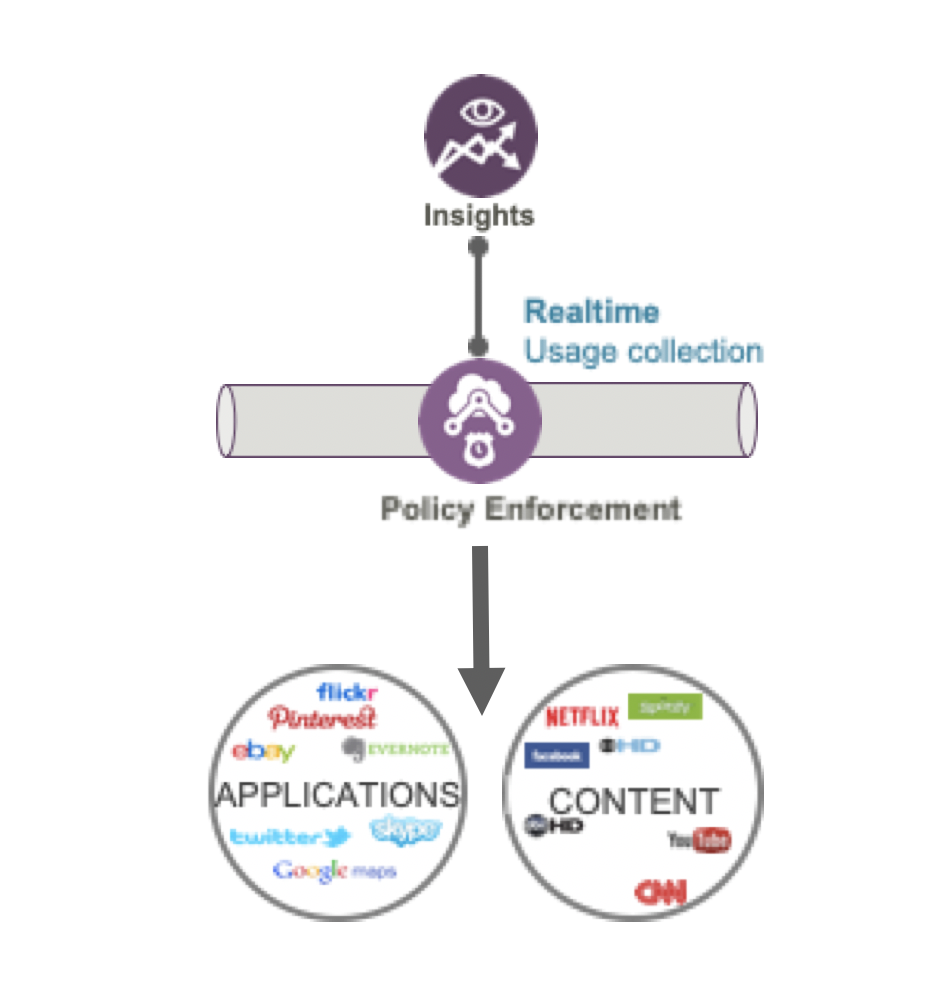 Insights
Realtime
Usage collection
Policy Enforcement
flickr
Pinterest
ebay
EVERNOTE
APPLICATIONS
twitter
skype
Google maps
NETFLIX
Spotify
facebook
HD
CONTENT
abc HD
YouTube
CNN